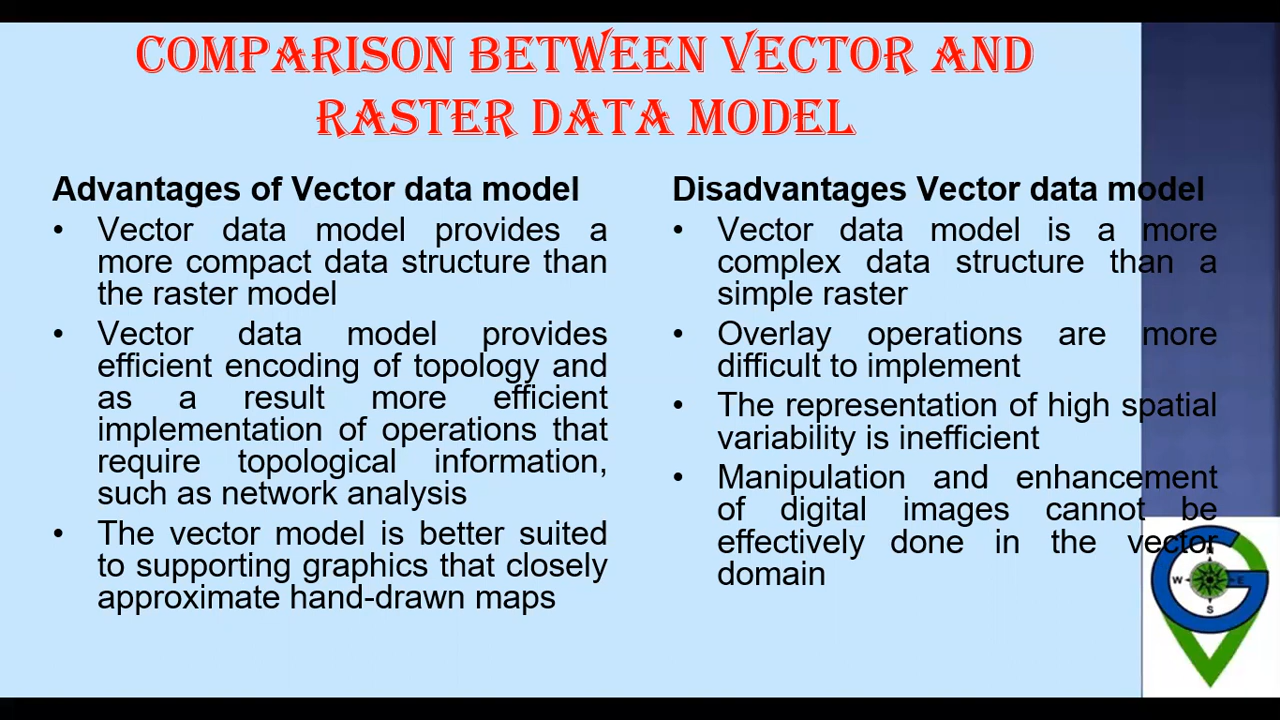 COMPARISON BETWEEN VECTOR AND
RASTER DATA MODEL
Advantages of Vector data model
• Vector data model provides a
more compact data structure than
the raster model
• Vector data model provides
efficient encoding of topology and
as a result more efficient
implementation of operations that
require topological information,
such as network analysis
• The vector model is better suited
to supporting graphics that closely
approximate hand-drawn maps
Disadvantages Vector data model
• Vector data model is a more
complex data structure than a
simple raster
• Overlay operations are more
difficult to implement
• The representation of high spatial
variability is inefficient
• Manipulation and enhancement
of digital images cannot be
effectively done in the vector
domain
W E
S